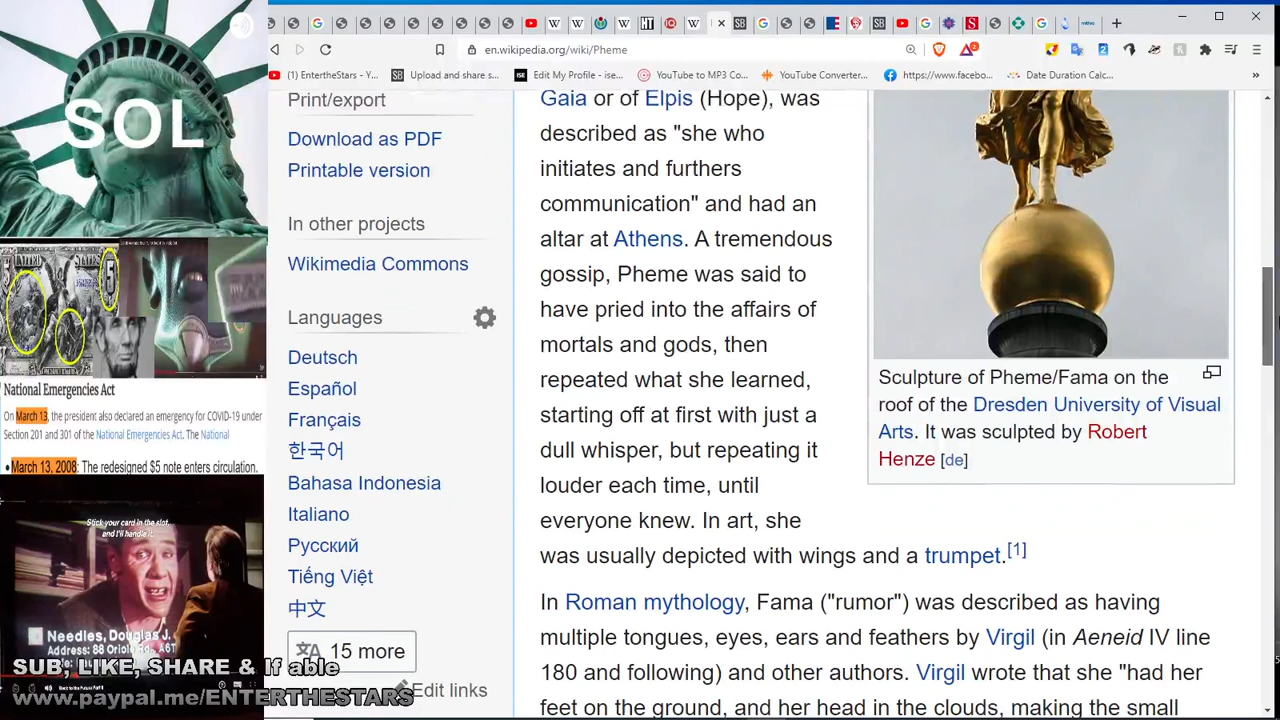 SOL
UNITED STATES
5
National Emergencies Act
On March 13, the president also declared an emergency for COVID-19 under
Section 201 and 301 of the National Emergencies Act. The National
•March 13, 2008: The redesigned $5 note enters circulation.
Stick your card in the slot,
and I'll handle it.
Needles, Douglas J.
Address: 88 Oriole Rd., A6T
SUB, LIKE, SHARE & If able
www.paypal.me/ENTERTHESTARS
en.wikipedia.org/wiki/Pheme
(1) EntertheStars - Y...
Upload and share s...
Edit My Profile - ise...
YouTube to MP3 Co...
YouTube Converter...
https://www.facebo...
Date Duration Calc...
»
Print/export
Download as PDF
Printable version
In other projects
Wikimedia Commons
Languages
Deutsch
Español
Français
한국어
Bahasa Indonesia
Italiano
Русский
Tiếng Việt
中文
15 more
Edit links
Gaia or of Elpis (Hope), was
described as "she who
initiates and furthers
communication" and had an
altar at Athens. A tremendous
gossip, Pheme was said to
have pried into the affairs of
mortals and gods, then
repeated what she learned,
starting off at first with just a
dull whisper, but repeating it
louder each time, until
everyone knew. In art, she
was usually depicted with wings and a trumpet.[1]
In Roman mythology, Fama ("rumor") was described as having
multiple tongues, eyes, ears and feathers by Virgil (in Aeneid IV line
180 and following) and other authors. Virgil wrote that she "had her
feet on the ground, and her head in the clouds, making the small
Sculpture of Pheme/Fama on the
roof of the Dresden University of Visual
Arts. It was sculpted by Robert
Henze [de]